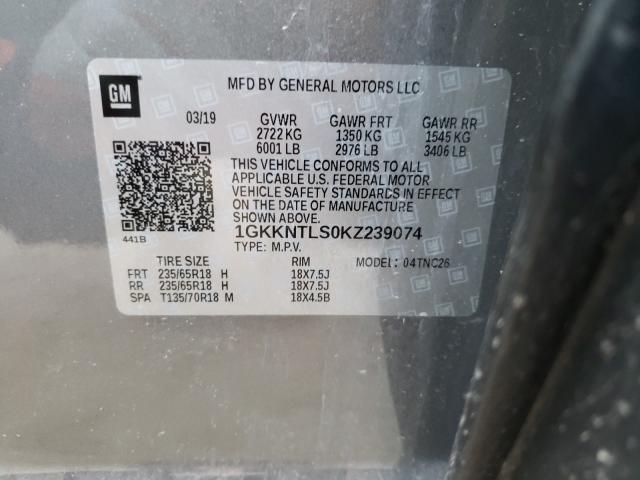 GM
MFD BY GENERAL MOTORS LLC
03/19 GVWR GAWR FRT GAWR RR
2722 KG 1350 KG 1545 KG
6001 LB 2976 LB 3406 LB
THIS VEHICLE CONFORMS TO ALL
APPLICABLE U.S. FEDERAL MOTOR
VEHICLE SAFETY STANDARDS IN EFFECT
ON THE DATE OF MANUFACTURE
SHOWN ABOVE.
1GKKNTLS0KZ239074
441B
TYPE: M.P.V.
TIRE SIZE RIM MODEL: 04TNC26
FRT 235/65R18 H 18X7.5J
RR 235/65R18 H 18X7.5J
SPA T135/70R18 M 18X4.5B